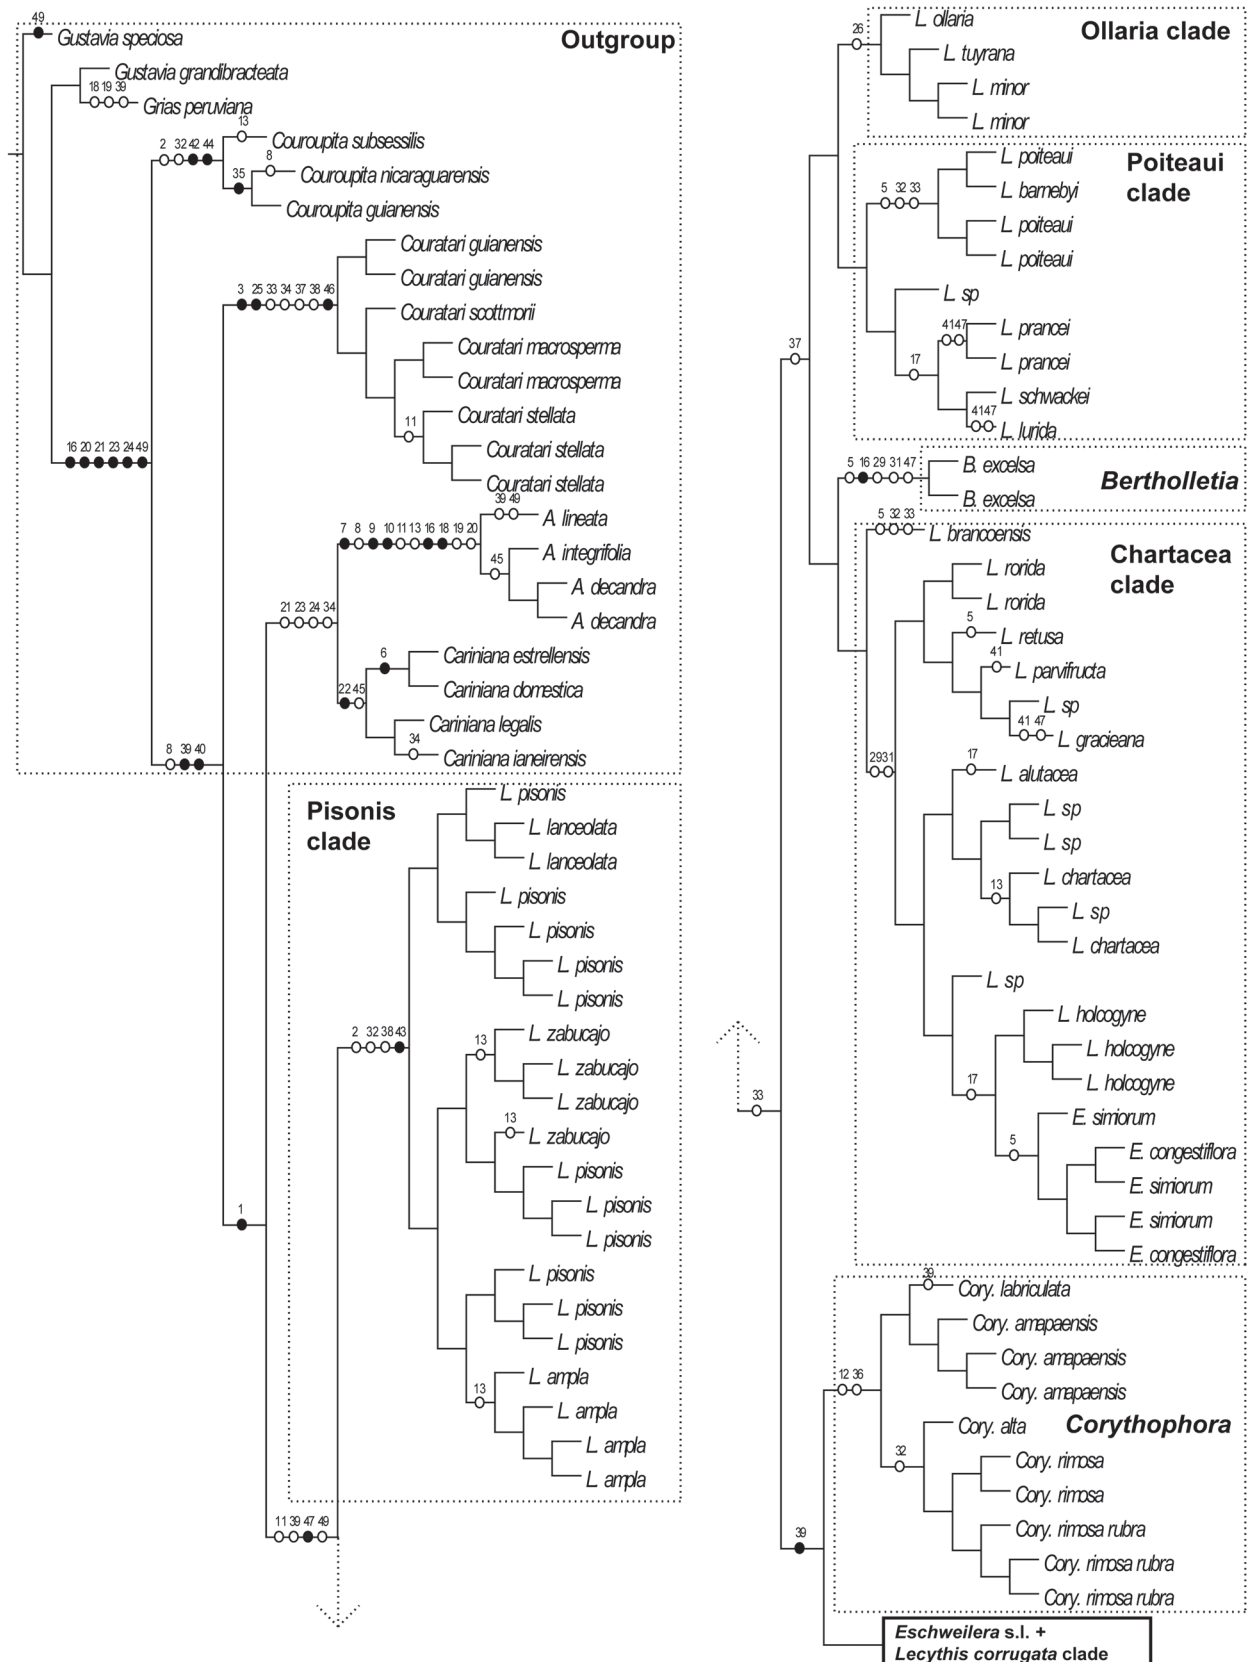 49
Gustavia speciosa
Outgroup
Gustavia grandibracteata
18 19 39
Grias peruviana
13
2 32 42 44
Couroupita subsessilis
8
35
Couroupita nicaraguarensis
Couroupita guianensis
Couratari guianensis
Couratari guianensis
3 25 33 34 37 38 46
Couratari scottmorii
Couratari macrosperma
Couratari macrosperma
Couratari stellata
11
16 20 21 23 24 49
Couratari stellata
Couratari stellata
39 49
A. lineata
7 8 9 10 11 13 16 18 19 20
A. integrifolia
45
A. decandra
21 23 24 34
A. decandra
6
Cariniana estrellensis
22 45
Cariniana domestica
Cariniana legalis
34
8 39 40
Cariniana ianeirensis
Pisonis
clade
L. pisonis
L. lanceolata
L. lanceolata
L. pisonis
L. pisonis
L. pisonis
L. pisonis
2 32 38 43
13
L. zabucajo
L. zabucajo
L. zabucajo
13
L. zabucajo
L. pisonis
1
L. pisonis
L. pisonis
L. pisonis
L. pisonis
L. pisonis
L. ampla
13
L. ampla
L. ampla
L. ampla
11 39 47 49
26
L. ollaria
Ollaria clade
L. tuyrana
L. minor
L. minor
L. poiteaui
Poiteaui
clade
5 32 33
L. barnebyi
L. poiteaui
L. poiteaui
L. sp
37
41 47
L. prancei
17
L. prancei
L. schwackei
41 47
L. lurida
5 16 29 31 47
B. excelsa
Bertholletia
B. excelsa
5 32 33
L. brancoensis
Chartacea
clade
L. rorida
L. rorida
5
L. retusa
41
L. parvifructa
L. sp
41 47
L. gracieana
29 31
17
L. alutacea
L. sp
L. sp
13
L. chartacea
L. sp
L. chartacea
L. sp
L. holcogyne
L. holcogyne
17
L. holcogyne
33
E. simiorum
5
E. congestiflora
E. simiorum
E. simiorum
E. congestiflora
39
Cory. labriculata
Cory. amapaensis
Cory. amapaensis
12 36
Cory. amapaensis
Cory. alta
Corythophora
32
Cory. rimosa
Cory. rimosa
Cory. rimosa rubra
39
Cory. rimosa rubra
Cory. rimosa rubra
Eschweilera s.l. +
Lecythis corrugata clade